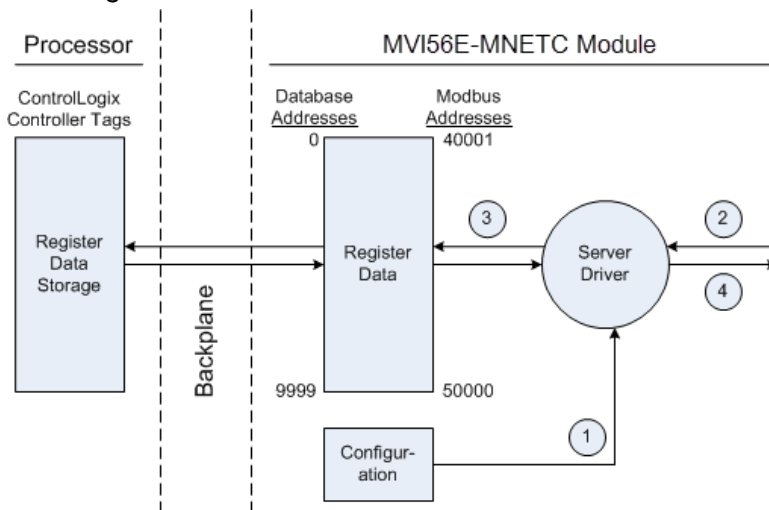 Processor
MVI56E-MNETC Module
ControlLogix
Controller Tags
Database
Addresses
Modbus
Addresses
0
40001
Register
Data
Storage
Backplane
Register
Data
3
Server
Driver
2
4
9999
50000
Configur-
ation
1